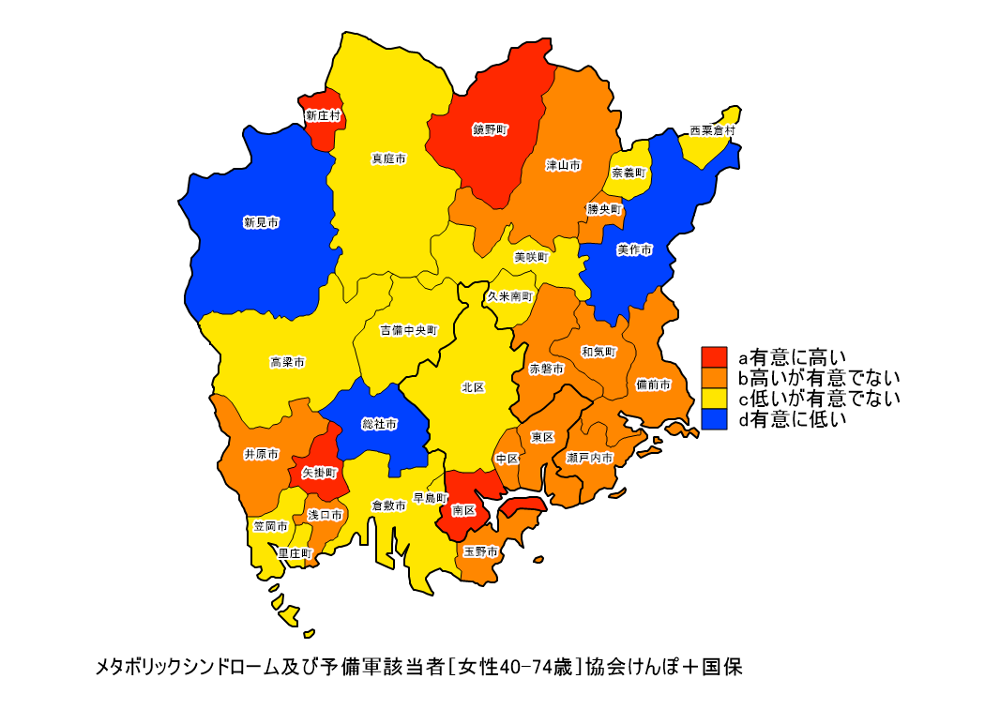 新庄村
鏡野町
西粟倉村
真庭市
津山市
奈義町
勝央町
新見市
美作市
美咲町
久米南町
吉備中央町
高梁市
和気町
赤磐市
備前市
北区
総社市
東区
井原市
中区
瀬戸内市
矢掛町
早島町
倉敷市
南区
浅口市
笠岡市
里庄町
玉野市
a有意に高い
b高いが有意でない
c低いが有意でない
d有意に低い
メタボリックシンドローム及び予備軍該当者[女性40-74歳]協会けんぽ+国保